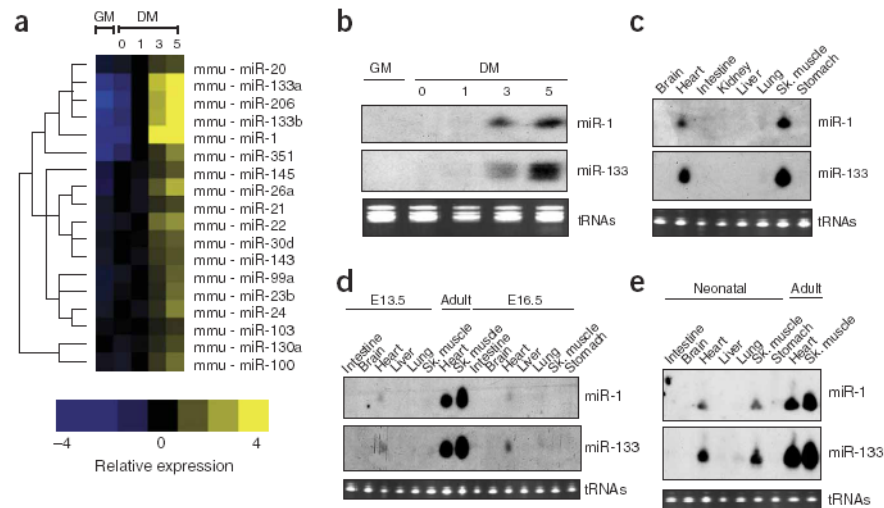 a
GM DM
0 1 3 5
mmu - miR-20
mmu - miR-133a
mmu - miR-206
mmu - miR-133b
mmu - miR-1
mmu - miR-351
mmu - miR-145
mmu - miR-26a
mmu - miR-21
mmu - miR-22
mmu - miR-30d
mmu - miR-143
mmu - miR-99a
mmu - miR-23b
mmu - miR-24
mmu - miR-103
mmu - miR-130a
mmu - miR-100
−4 0 4
Relative expression
b
GM DM
0 1 3 5
miR-1
miR-133
tRNAs
c
Brain
Heart
Intestine
Kidney
Liver
Lung
Sk. muscle
Stomach
miR-1
miR-133
tRNAs
d
E13.5 Adult E16.5
Intestine
Brain
Heart
Liver
Lung
Sk. muscle
Heart
Sk. muscle
Intestine
Brain
Heart
Liver
Lung
Sk. muscle
Stomach
miR-1
miR-133
tRNAs
e
Neonatal Adult
Intestine
Brain
Heart
Liver
Lung
Sk. muscle
Stomach
Heart
Sk. muscle
miR-1
miR-133
tRNAs